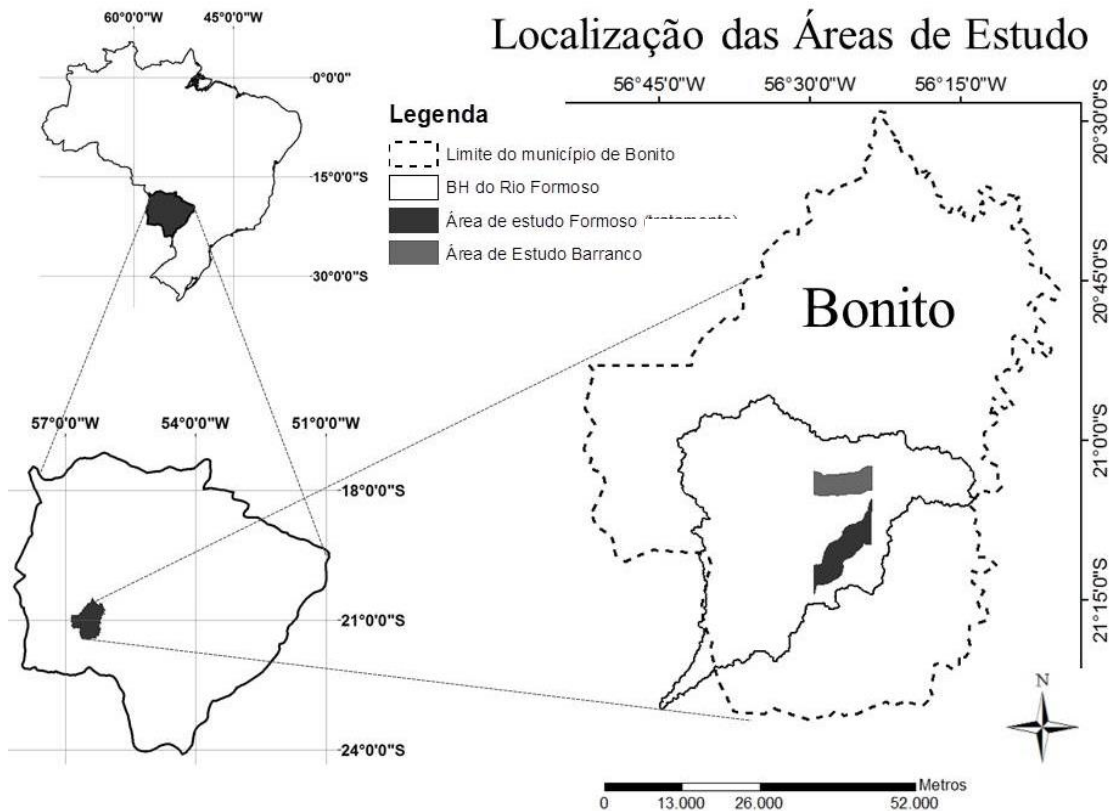 Localização das Áreas de Estudo
60°0'0"W 45°0'0"W
0°0'0"
15°0'0"S
30°0'0"S
Legenda
Limite do município de Bonito
BH do Rio Formoso
Área de estudo Formoso
Área de Estudo Barranco
56°45'0"W 56°30'0"W 56°15'0"W
20°30'0"S
20°45'0"S
21°0'0"S
21°15'0"S
Bonito
57°0'0"W 54°0'0"W 51°0'0"W
18°0'0"S
21°0'0"S
24°0'0"S
N
Metros
0 13.000 26.000 52.000